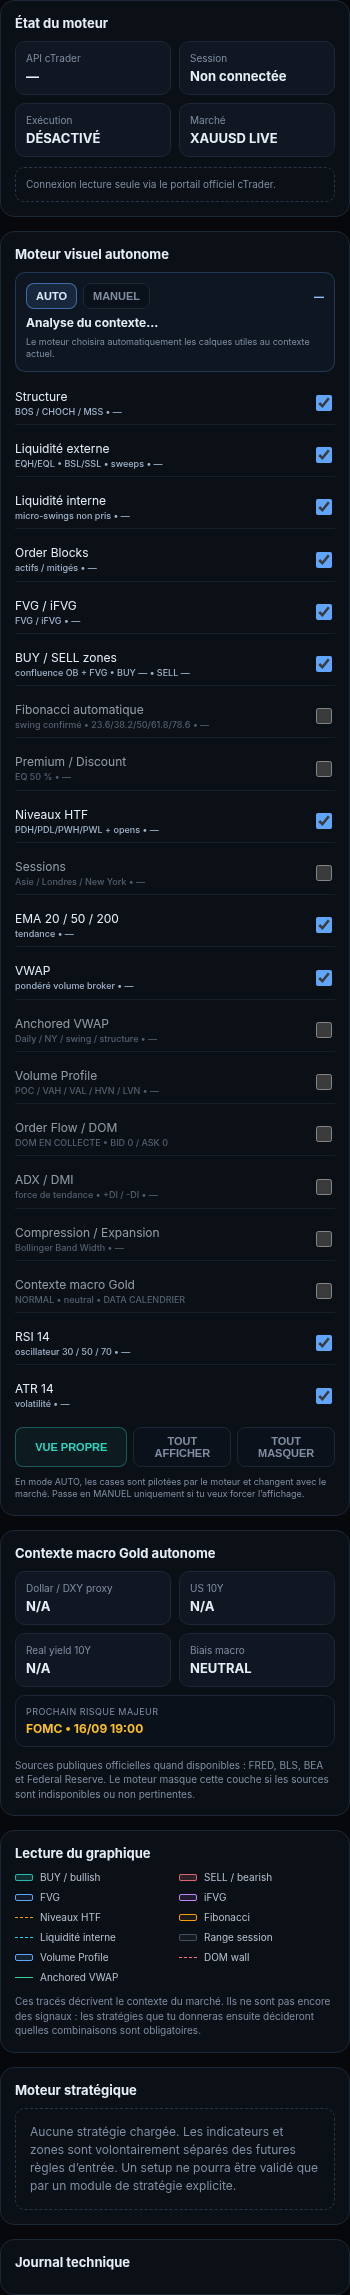 État du moteur
API cTrader
—
Session
Non connectée
Exécution
DÉSACTIVÉ
Marché
XAUUSD LIVE
Connexion lecture seule via le portail officiel cTrader.
Moteur visuel autonome
AUTO
MANUEL
—
Analyse du contexte...
Le moteur choisira automatiquement les calques utiles au contexte
actuel.
Structure
BOS / CHOCH / MSS • —
Liquidité externe
EQH/EQL • BSL/SSL • sweeps • —
Liquidité interne
micro-swings non pris • —
Order Blocks
actifs / mitigés • —
FVG / iFVG
FVG / iFVG • —
BUY / SELL zones
confluence OB + FVG • BUY — • SELL —
Fibonacci automatique
swing confirmé • 23.6/38.2/50/61.8/78.6 • —
Premium / Discount
EQ 50 % • —
Niveaux HTF
PDH/PDL/PWH/PWL + opens • —
Sessions
Asie / Londres / New York • —
EMA 20 / 50 / 200
tendance • —
VWAP
pondéré volume broker • —
Anchored VWAP
Daily / NY / swing / structure • —
Volume Profile
POC / VAH / VAL / HVN / LVN • —
Order Flow / DOM
DOM EN COLLECTE • BID 0 / ASK 0
ADX / DMI
force de tendance • +DI / -DI • —
Compression / Expansion
Bollinger Band Width • —
Contexte macro Gold
NORMAL • neutral • DATA CALENDRIER
RSI 14
oscillateur 30 / 50 / 70 • —
ATR 14
volatilité • —
VUE PROPRE
TOUT
AFFICHER
TOUT
MASQUER
En mode AUTO, les cases sont pilotées par le moteur et changent avec le
marché. Passe en MANUEL uniquement si tu veux forcer l'affichage.
Contexte macro Gold autonome
Dollar / DXY proxy
N/A
US 10Y
N/A
Real yield 10Y
N/A
Biais macro
NEUTRAL
PROCHAIN RISQUE MAJEUR
FOMC • 16/09 19:00
Sources publiques officielles quand disponibles : FRED, BLS, BEA
et Federal Reserve. Le moteur masque cette couche si les sources
sont indisponibles ou non pertinentes.
Lecture du graphique
BUY / bullish
SELL / bearish
FVG
iFVG
Niveaux HTF
Fibonacci
Liquidité interne
Range session
Volume Profile
DOM wall
Anchored VWAP
Ces tracés décrivent le contexte du marché. Ils ne sont pas encore
des signaux : les stratégies que tu donneras ensuite décideront
quelles combinaisons sont obligatoires.
Moteur stratégique
Aucune stratégie chargée. Les indicateurs et
zones sont volontairement séparés des futures
règles d'entrée. Un setup ne pourra être validé que
par un module de stratégie explicite.
Journal technique